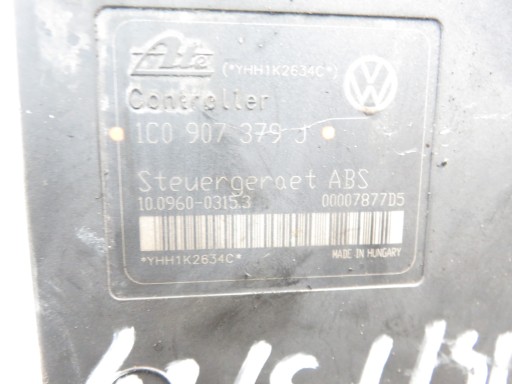 Ate (*YHH1K2634C*)
Controller
1C0 907 379 J
Steuergeraet ABS
10.0960-0315.3 00007877D5
*YHH1K2634C* MADE IN HUNGARY